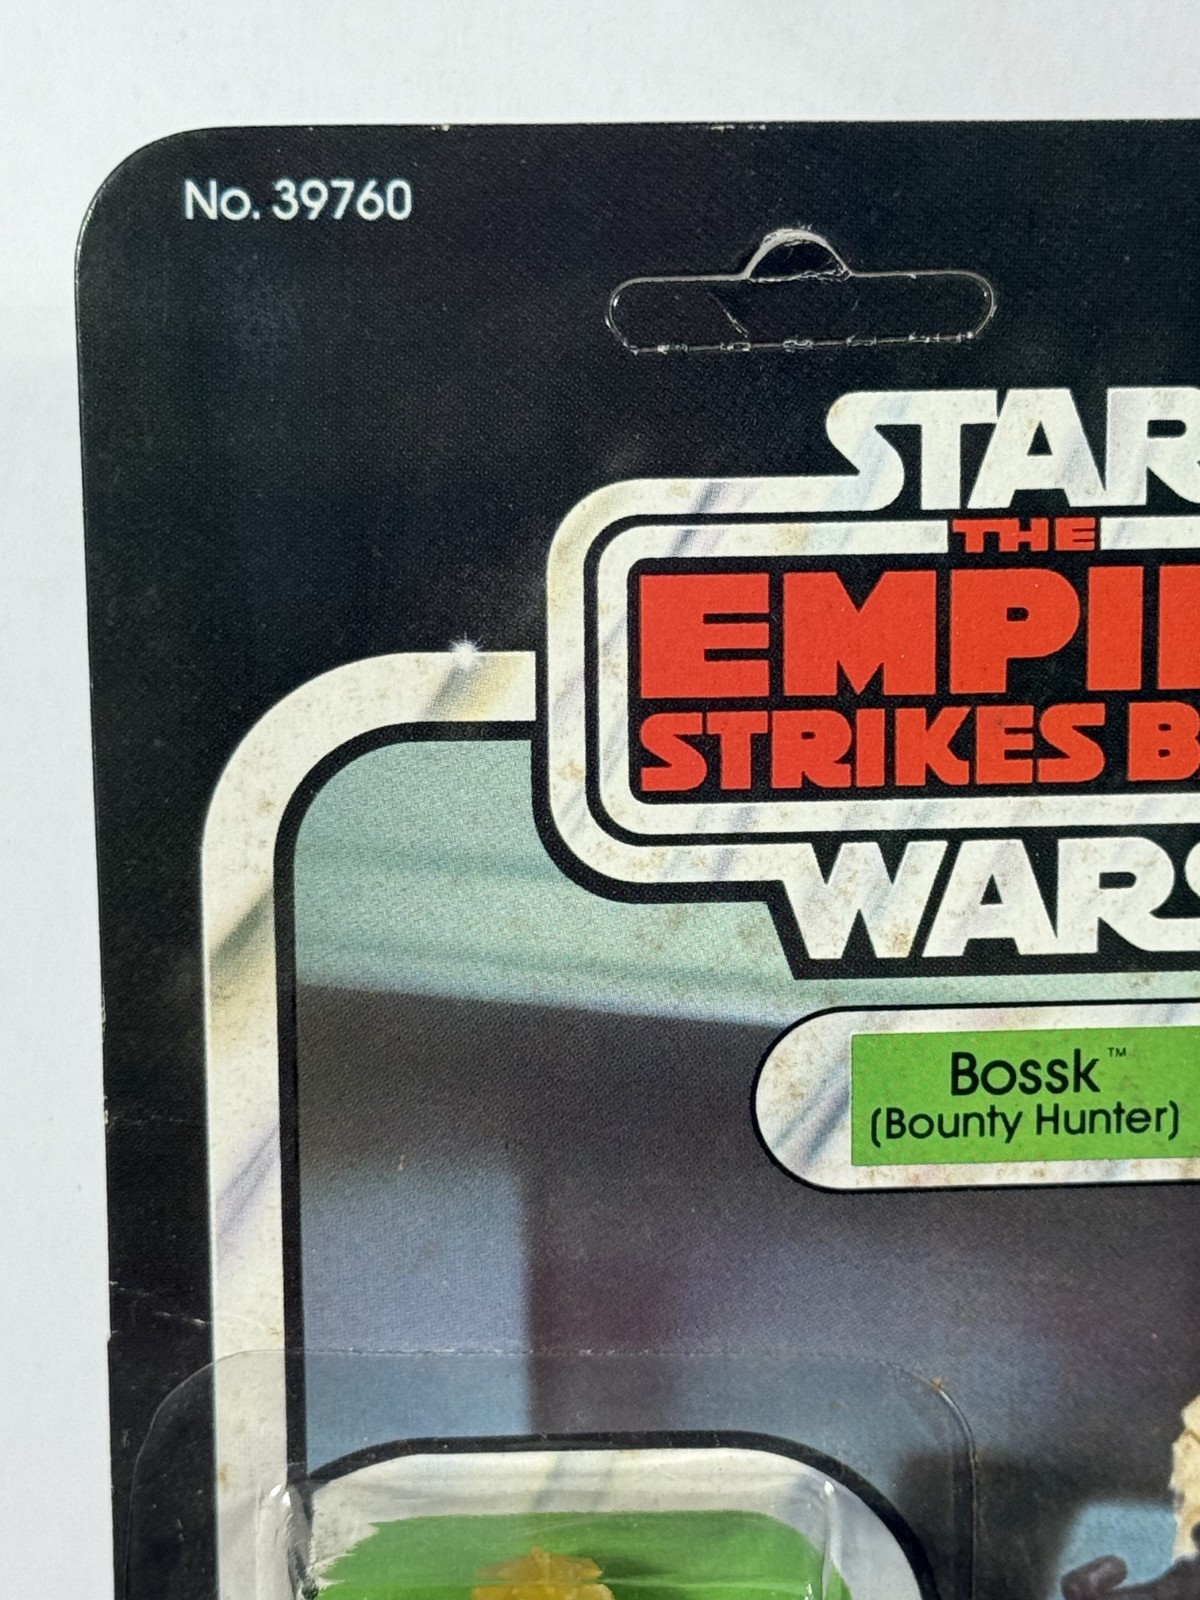 No. 39760
STAR
THE
EMPI
STRIKES B
WARS
Bossk™
(Bounty Hunter)